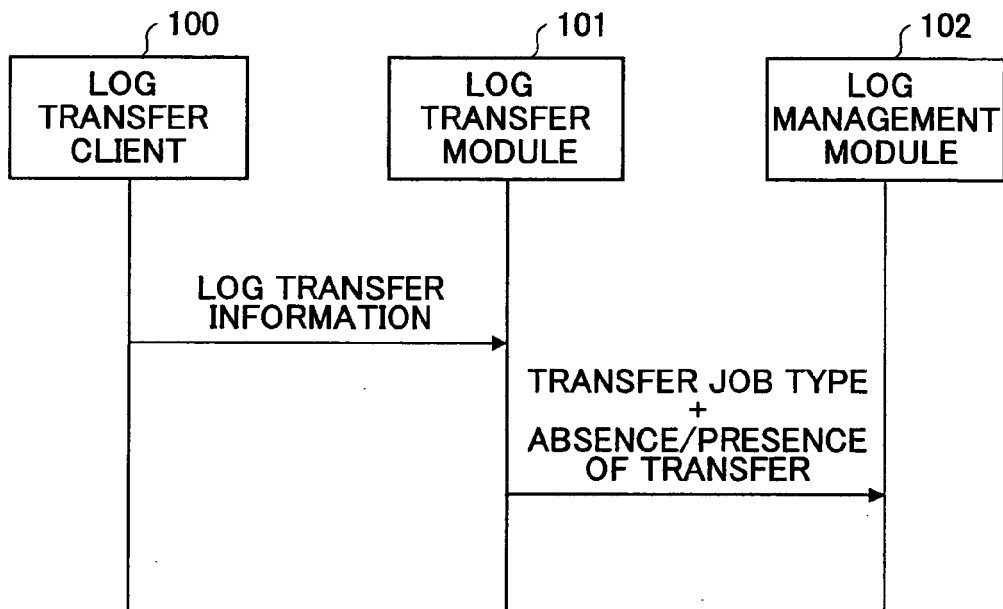 100
101
102
LOG
TRANSFER
CLIENT
LOG
TRANSFER
MODULE
LOG
MANAGEMENT
MODULE
LOG TRANSFER
INFORMATION
TRANSFER JOB TYPE
+
ABSENCE/PRESENCE
OF TRANSFER